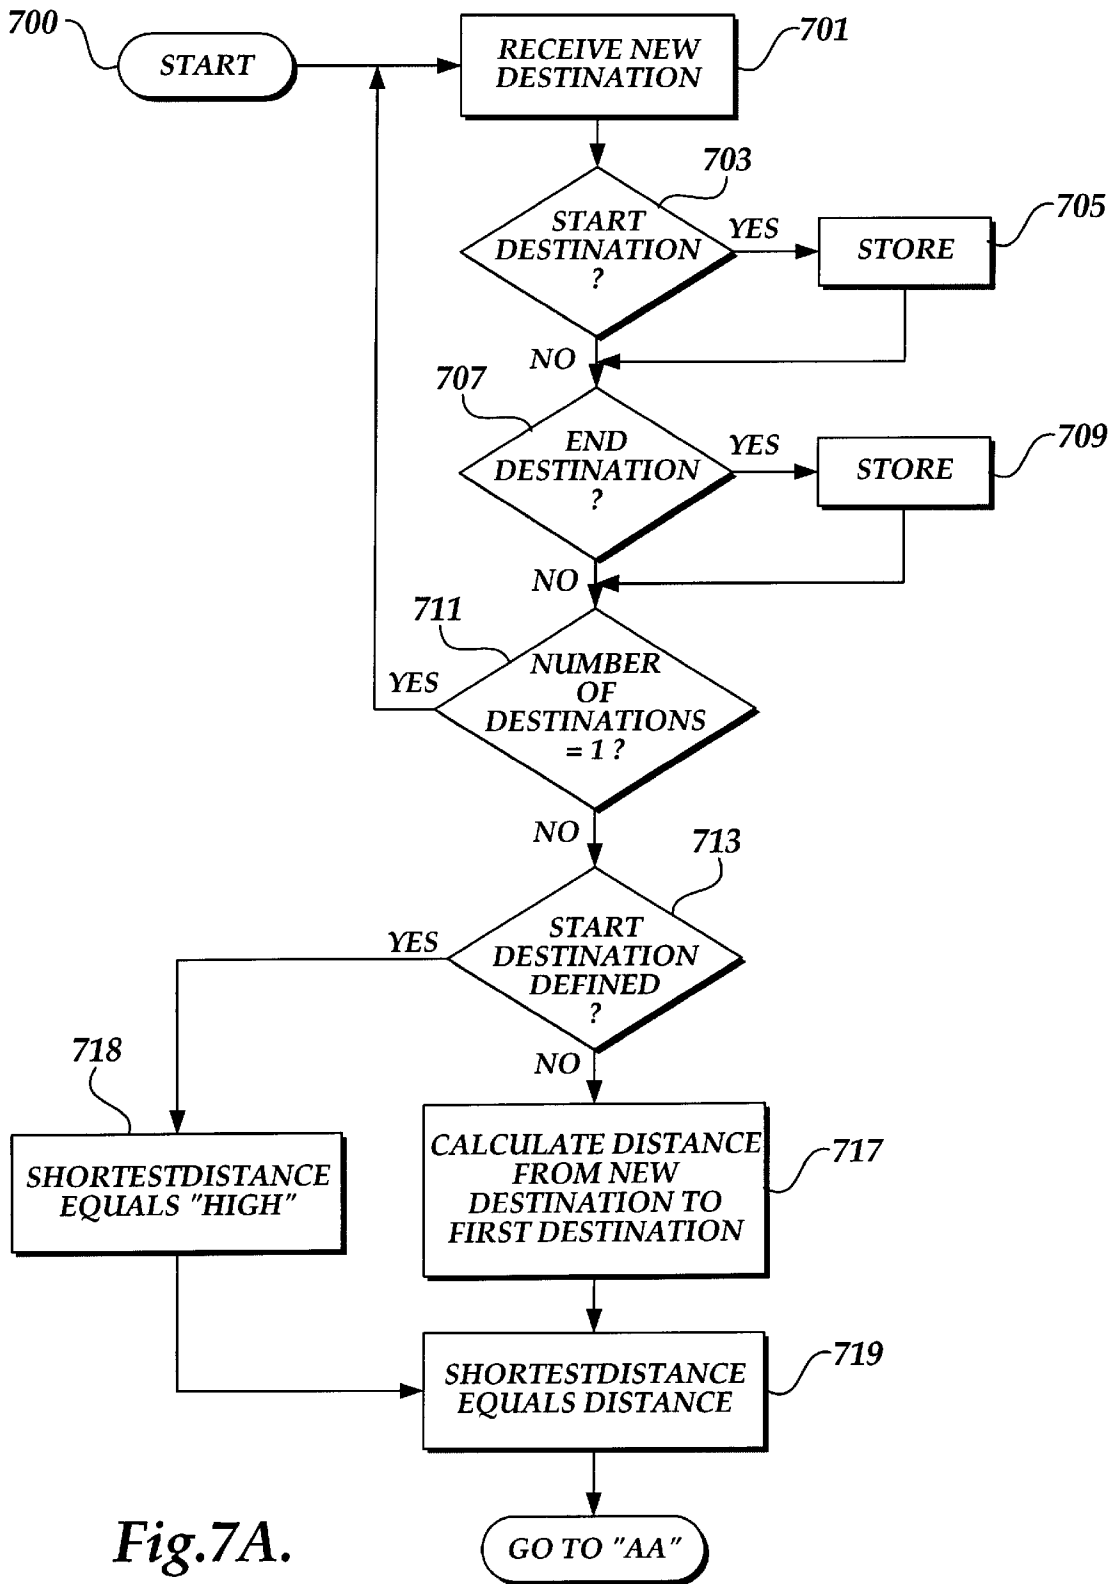 700
START
RECEIVE NEW
DESTINATION
701
703
START
DESTINATION
?
YES
STORE
705
NO
707
END
DESTINATION
?
YES
STORE
709
NO
711
YES
NUMBER
OF
DESTINATIONS
= 1 ?
NO
713
YES
START
DESTINATION
DEFINED
?
NO
718
SHORTESTDISTANCE
EQUALS "HIGH"
CALCULATE DISTANCE
FROM NEW
DESTINATION TO
FIRST DESTINATION
717
SHORTESTDISTANCE
EQUALS DISTANCE
719
GO TO "AA"
Fig.7A.